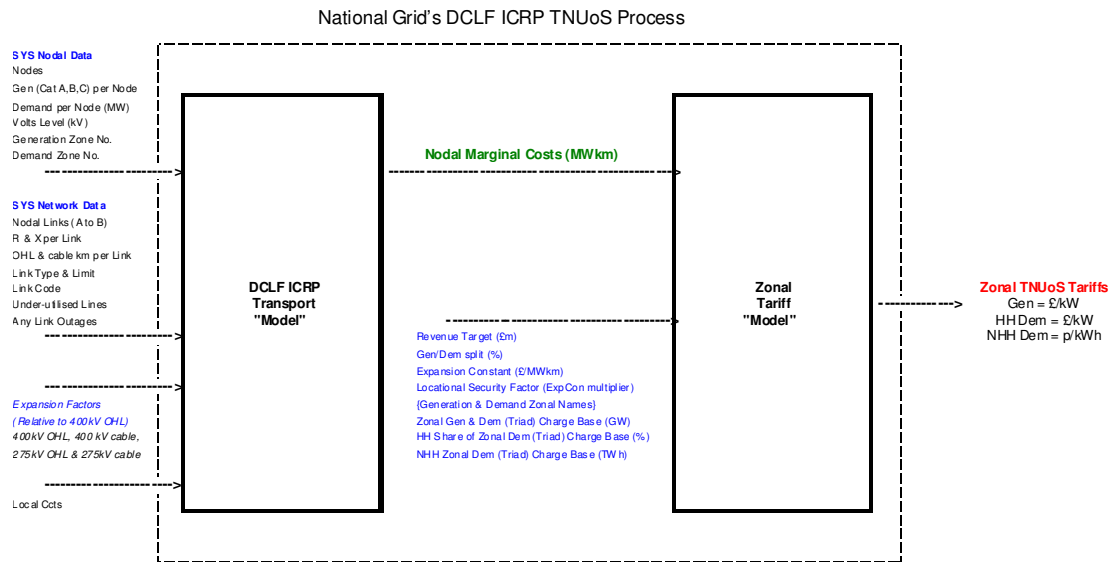 National Grid's DCLF ICRP TNUoS Process
SYS Nodal Data
Nodes
Gen (Cat A,B,C) per Node
Demand per Node (MW)
Volts Level (kV)
Generation Zone No.
Demand Zone No.
SYS Network Data
Nodal Links (A to B)
R & X per Link
OHL & cable km per Link
Link Type & Limit
Link Code
Under-utilised Lines
Any Link Outages
Expansion Factors
(Relative to 400kV OHL)
400kV OHL, 400 kV cable,
275kV OHL & 275kV cable
Local Ccts
DCLF ICRP
Transport
"Model"
Nodal Marginal Costs (MWkm)
Revenue Target (£m)
Gen/Dem split (%)
Expansion Constant (£/MWkm)
Locational Security Factor (ExpCon multiplier)
{Generation & Demand Zonal Names}
Zonal Gen & Dem (Triad) Charge Base (GW)
HH Share of Zonal Dem (Triad) Charge Base (%)
NHH Zonal Dem (Triad) Charge Base (TWh)
Zonal
Tariff
"Model"
Zonal TNUoS Tariffs
Gen = £/kW
HH Dem = £/kW
NHH Dem = p/kWh